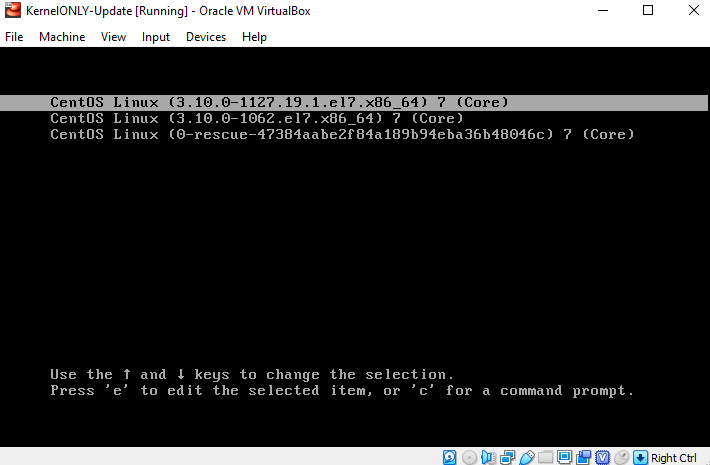 KernelONLY-Update [Running] - Oracle VM VirtualBox
File Machine View Input Devices Help
CentOS Linux (3.10.0-1127.19.1.el7.x86_64) 7 (Core)
CentOS Linux (3.10.0-1062.el7.x86_64) 7 (Core)
CentOS Linux (0-rescue-47384aabe2f84a189b94eba36b48046c) 7 (Core)
Use the ↑ and ↓ keys to change the selection.
Press 'e' to edit the selected item, or 'c' for a command prompt.
Right Ctrl